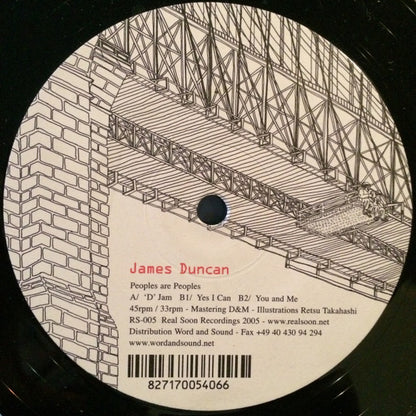 James Duncan
Peoples are Peoples
A/ 'D' Jam B1/ Yes I Can B2/ You and Me
45rpm / 33rpm - Mastering D&M - Illustrations Retsu Takahashi
RS-005 Real Soon Recordings 2005 - www.realsoon.net
Distribution Word and Sound - Fax +49 40 430 94 294
www.wordandsound.net
827170054066